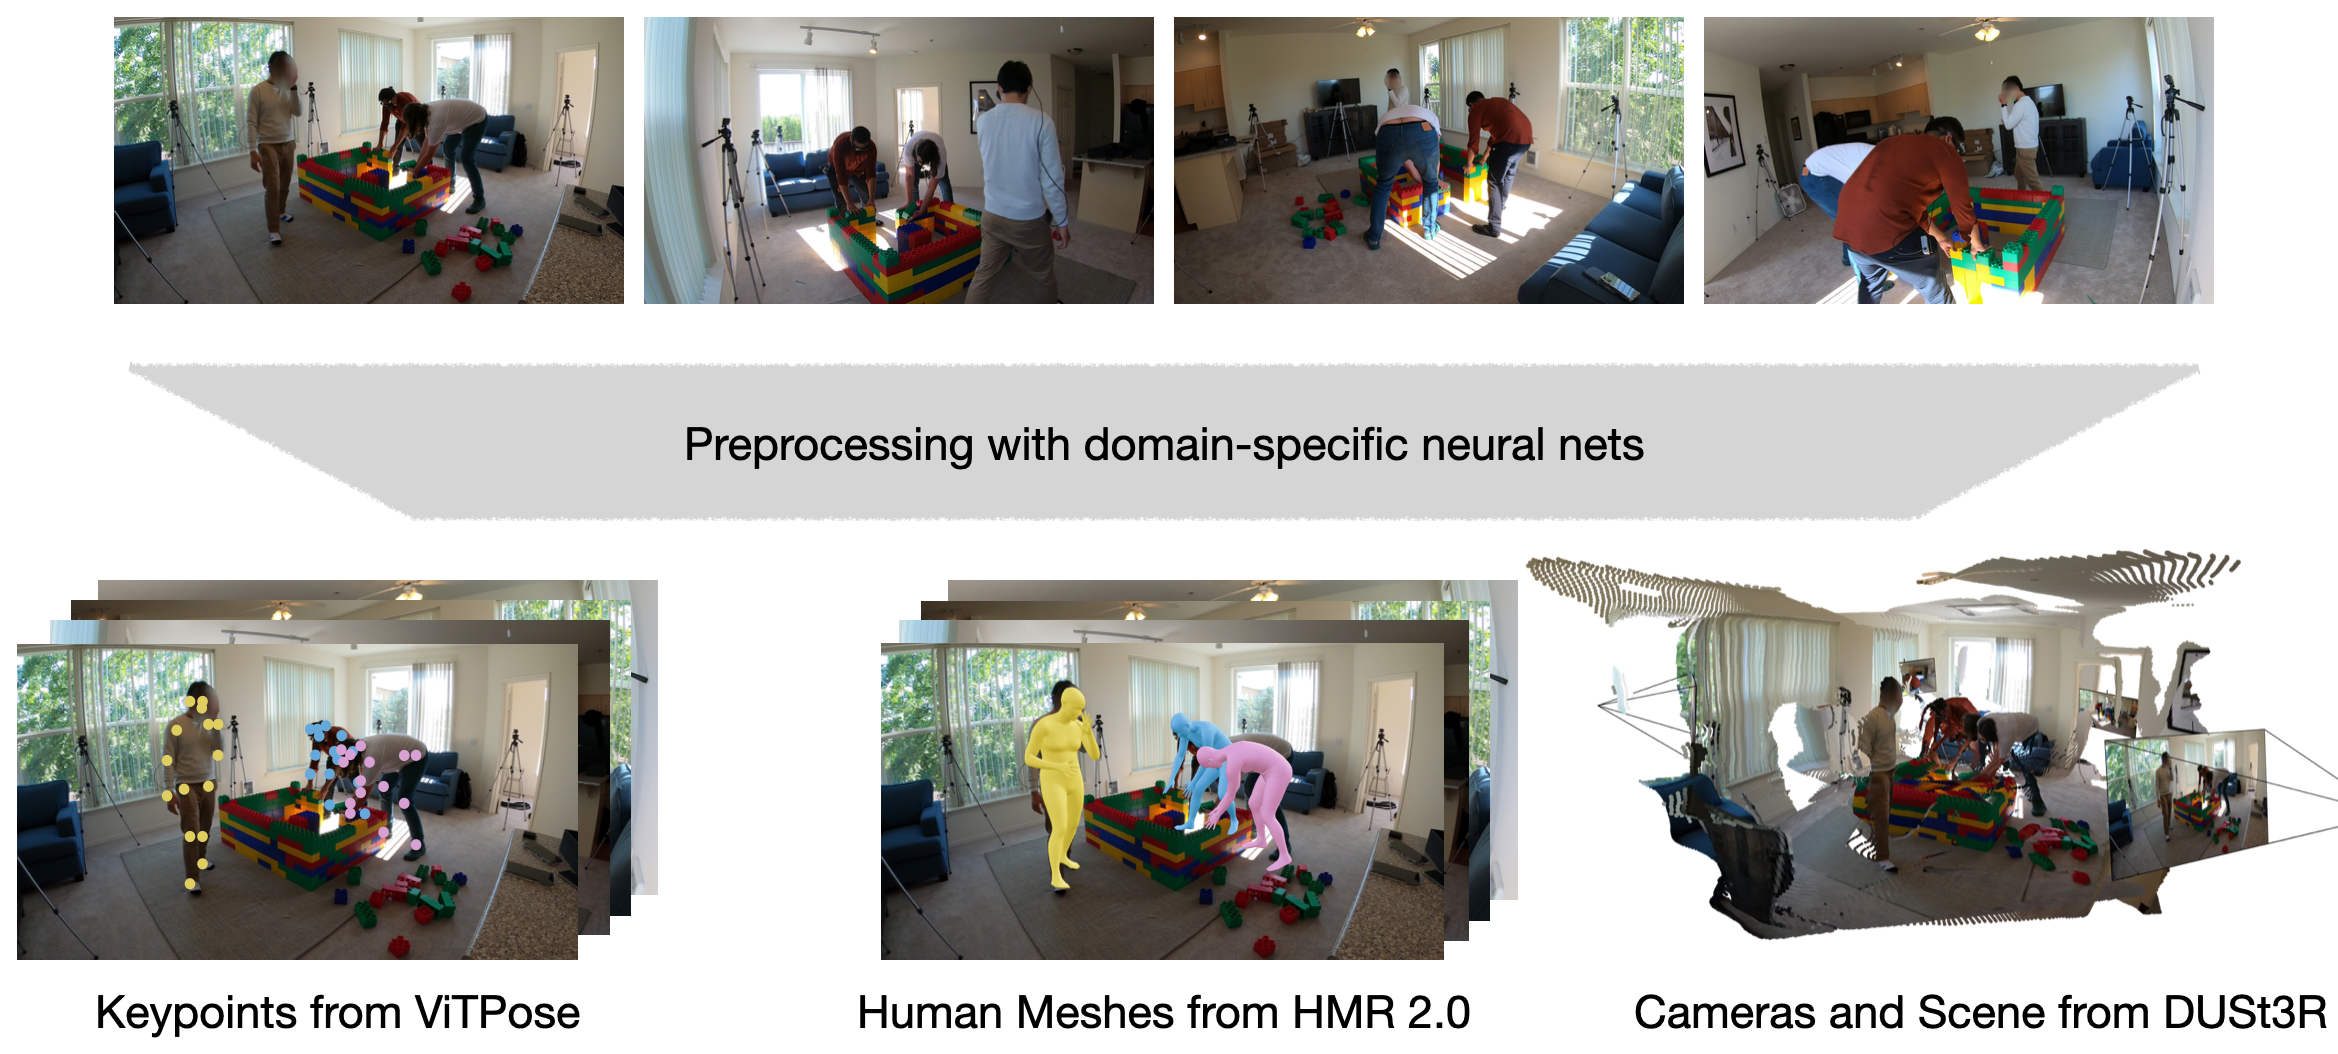 Preprocessing with domain-specific neural nets
Keypoints from ViTPose
Human Meshes from HMR 2.0
Cameras and Scene from DUSt3R